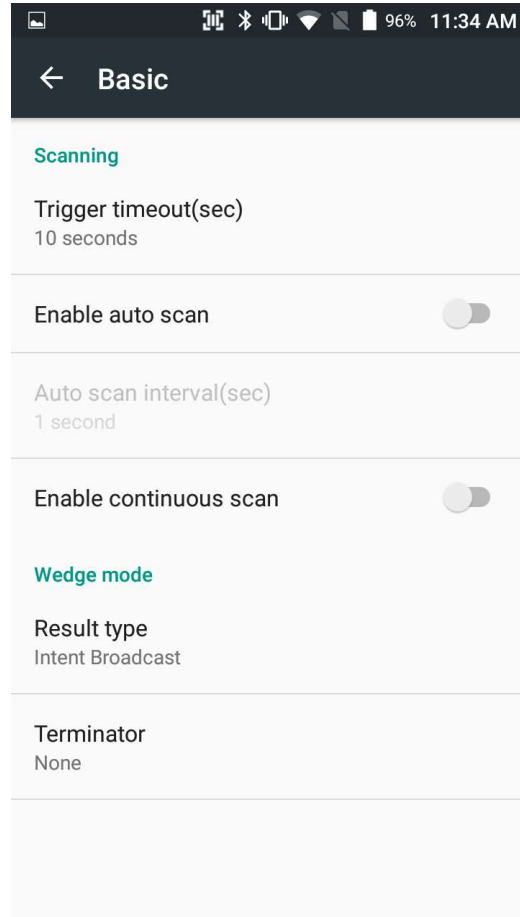 96% 11:34 AM
Basic
Scanning
Trigger timeout(sec)
10 seconds
Enable auto scan
Auto scan interval(sec)
1 second
Enable continuous scan
Wedge mode
Result type
Intent Broadcast
Terminator
None